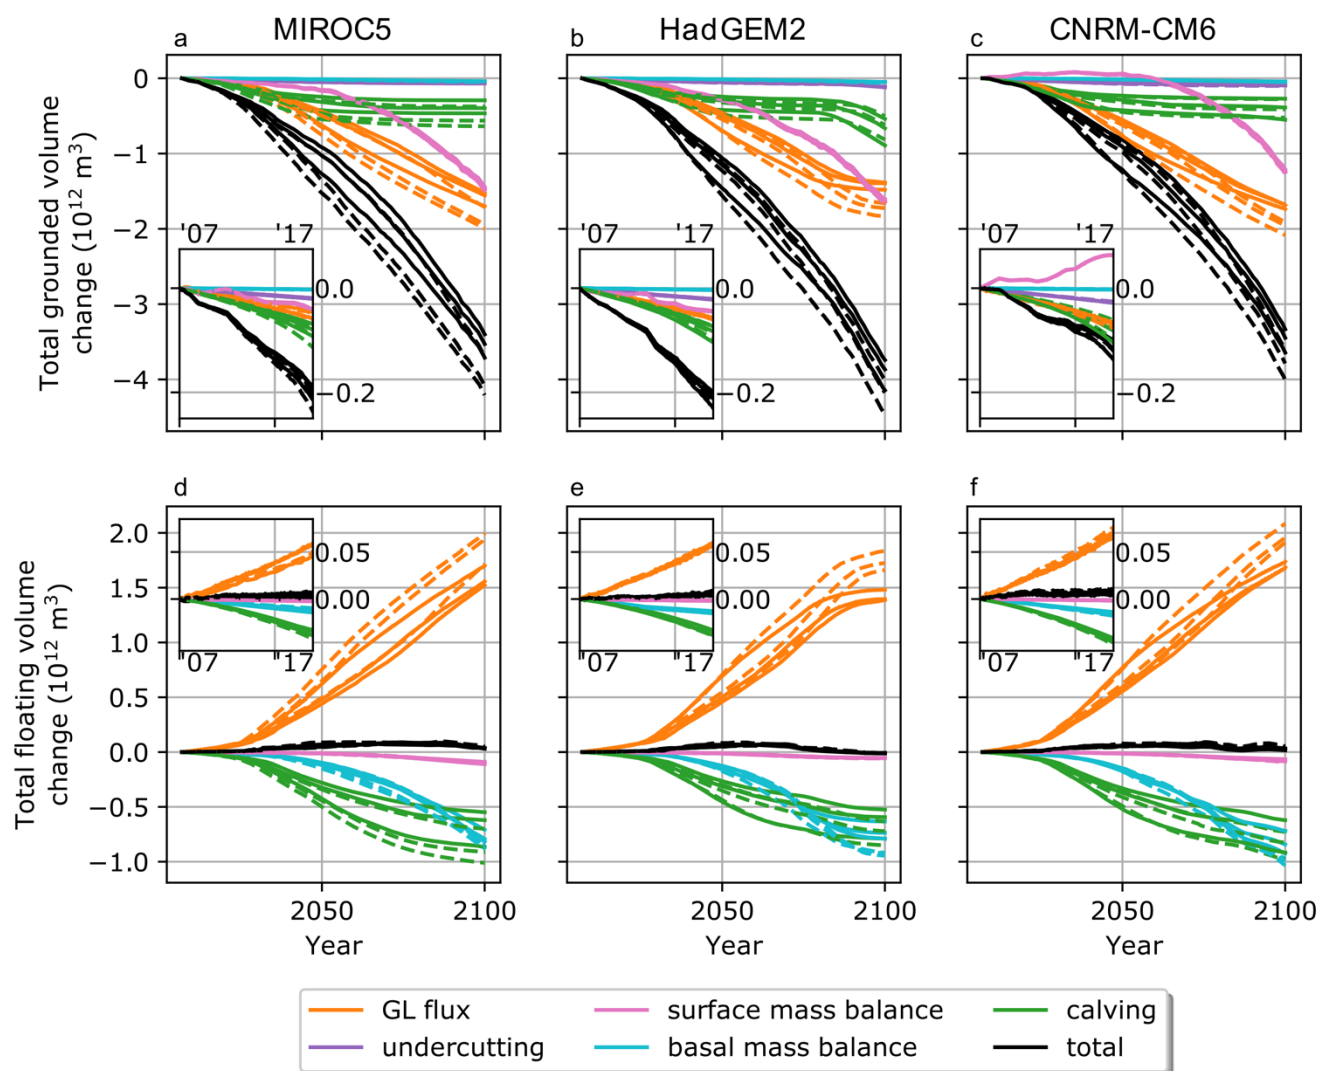 MIROC5
HadGEM2
CNRM-CM6
a
b
c
Total grounded volume
change (10¹² m³)
0
−1
−2
−3
−4
'07
'17
0.0
−0.2
'07
'17
0.0
−0.2
'07
'17
0.0
−0.2
d
e
f
Total floating volume
change (10¹² m³)
2.0
1.5
1.0
0.5
0.0
−0.5
−1.0
0.05
0.00
'07
'17
0.05
0.00
'07
'17
0.05
0.00
'07
'17
2050
2100
2050
2100
2050
2100
Year
Year
Year
GL flux
surface mass balance
calving
undercutting
basal mass balance
total